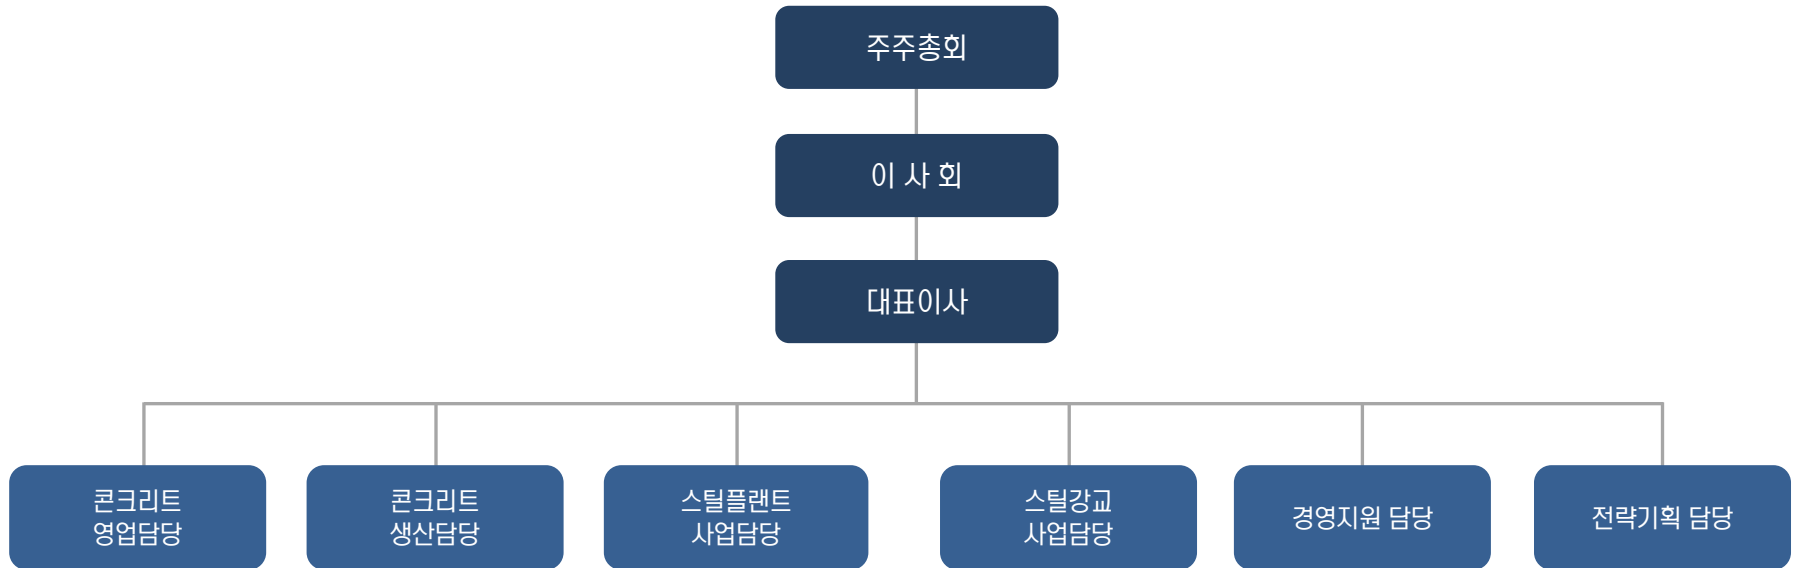 주주총회
이 사 회
대표이사
콘크리트
영업담당
콘크리트
생산담당
스틸플랜트
사업담당
스틸강교
사업담당
경영지원 담당
전략기획 담당